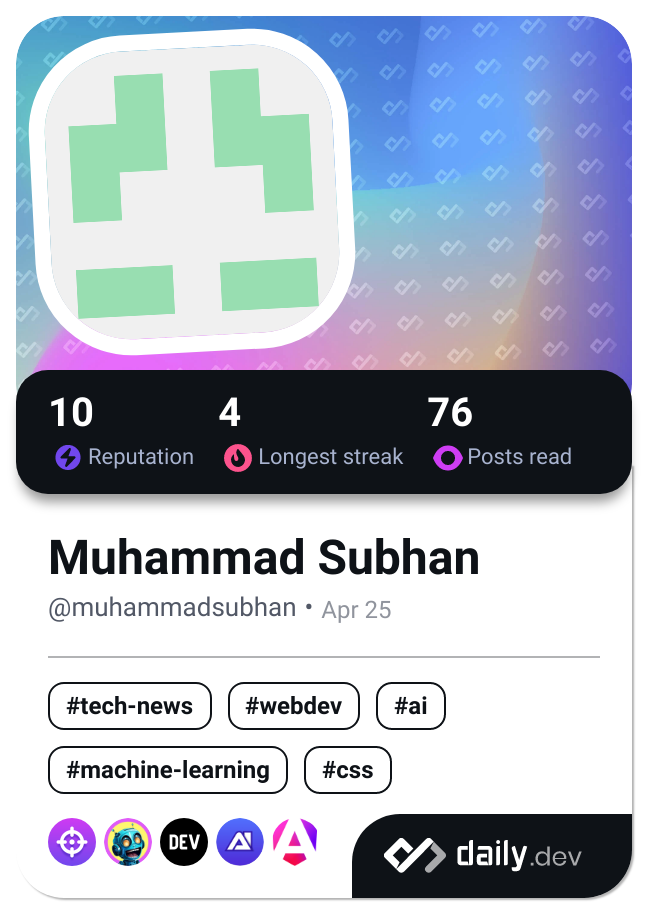 10 4 76
Reputation Longest streak Posts read
Muhammad Subhan
@muhammadsubhan • Apr 25
#tech-news #webdev #ai
#machine-learning #css
DEV
daily.dev